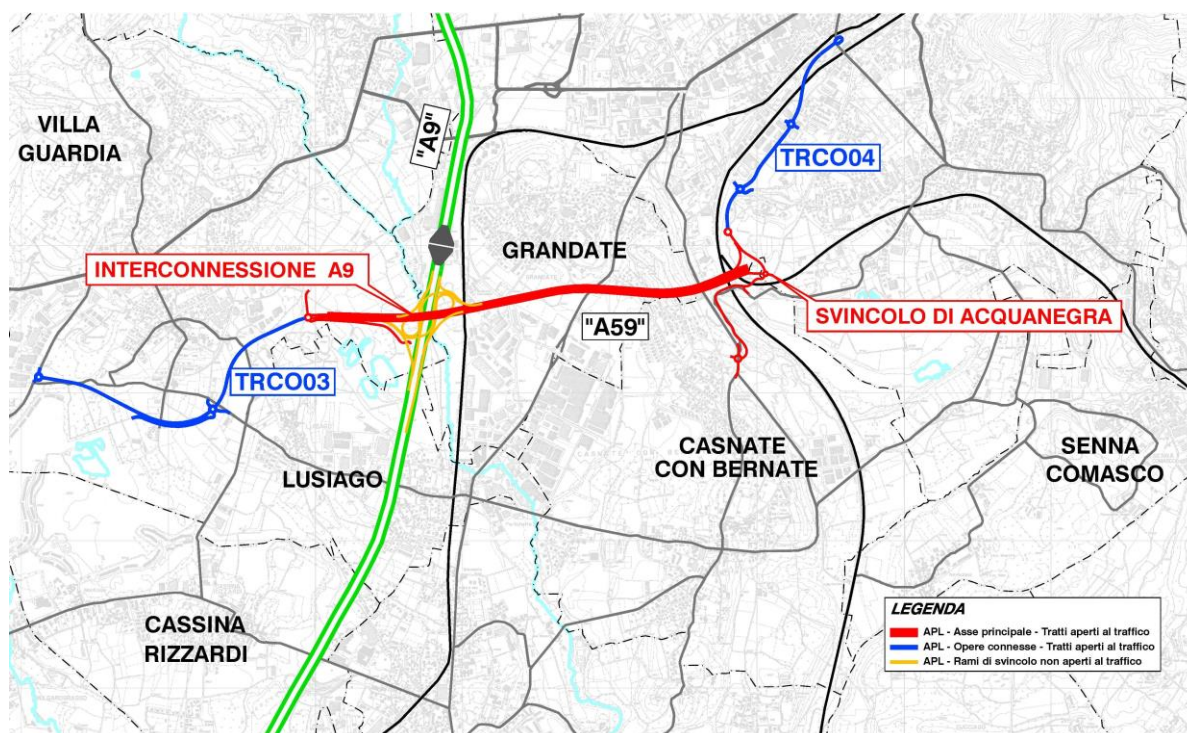 VILLA
GUARDIA
"A9"
TRCO04
GRANDATE
INTERCONNESSIONE A9
SVINCOLO DI ACQUANEGRA
"A59"
TRCO03
CASNATE
CON BERNATE
SENNA
COMASCO
LUSIAGO
CASSINA
RIZZARDI
LEGENDA
APL - Asse principale - Tratti aperti al traffico
APL - Opere connesse - Tratti aperti al traffico
APL - Rami di svincolo non aperti al traffico